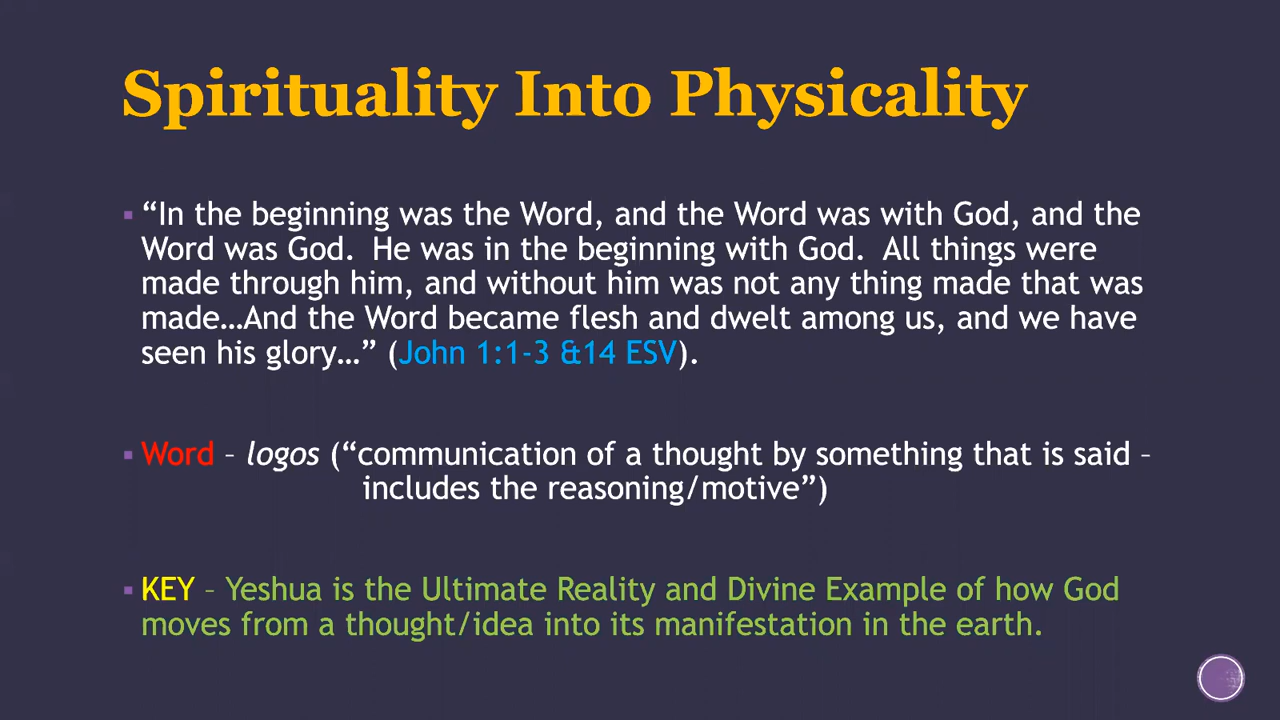 Spirituality Into Physicality
“In the beginning was the Word, and the Word was with God, and the
Word was God.  He was in the beginning with God.  All things were
made through him, and without him was not any thing made that was
made…And the Word became flesh and dwelt among us, and we have
seen his glory…” (John 1:1-3 &14 ESV).
Word – logos (“communication of a thought by something that is said –
includes the reasoning/motive”)
KEY – Yeshua is the Ultimate Reality and Divine Example of how God
moves from a thought/idea into its manifestation in the earth.